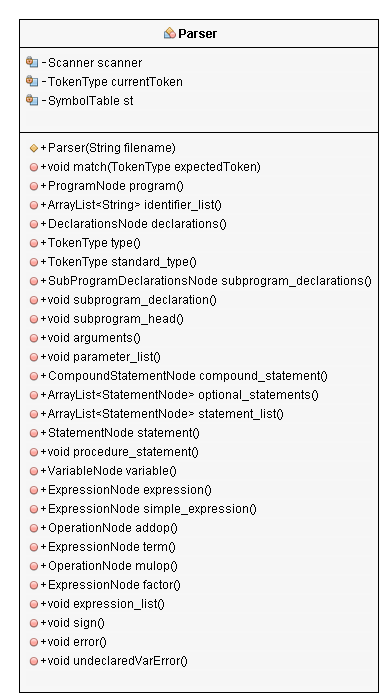 Parser
- Scanner scanner
- TokenType currentToken
- SymbolTable st
+ Parser(String filename)
+ void match(TokenType expectedToken)
+ ProgramNode program()
+ ArrayList<String> identifier_list()
+ DeclarationsNode declarations()
+ TokenType type()
+ TokenType standard_type()
+ SubProgramDeclarationsNode subprogram_declarations()
+ void subprogram_declaration()
+ void subprogram_head()
+ void arguments()
+ void parameter_list()
+ CompoundStatementNode compound_statement()
+ ArrayList<StatementNode> optional_statements()
+ ArrayList<StatementNode> statement_list()
+ StatementNode statement()
+ void procedure_statement()
+ VariableNode variable()
+ ExpressionNode expression()
+ ExpressionNode simple_expression()
+ OperationNode addop()
+ ExpressionNode term()
+ OperationNode mulop()
+ ExpressionNode factor()
+ void expression_list()
+ void sign()
+ void error()
+ void undeclaredVarError()